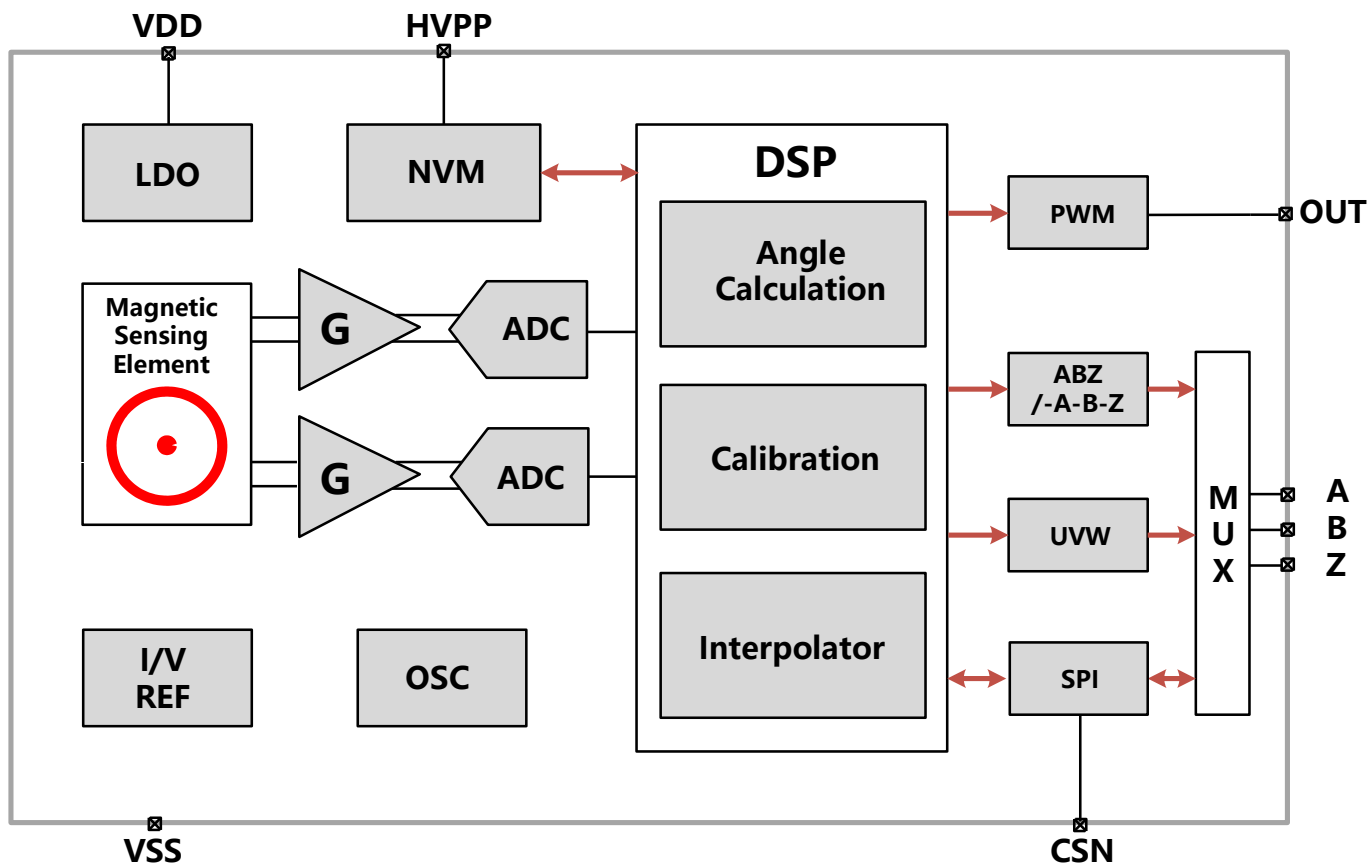 VDD
HVPP
LDO
NVM
DSP
Angle
Calculation
PWM
OUT
Magnetic
Sensing
Element
G
ADC
ABZ
/-A-B-Z
G
ADC
Calibration
UVW
M
U
X
A
B
Z
I/V
REF
OSC
Interpolator
SPI
VSS
CSN